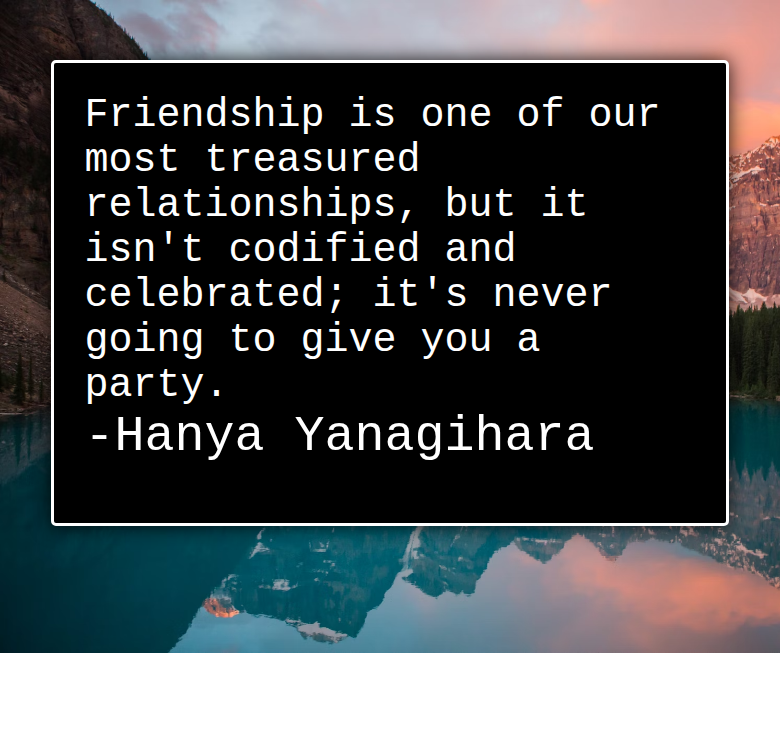 Friendship is one of our
most treasured
relationships, but it
isn't codified and
celebrated; it's never
going to give you a
party.
-Hanya Yanagihara